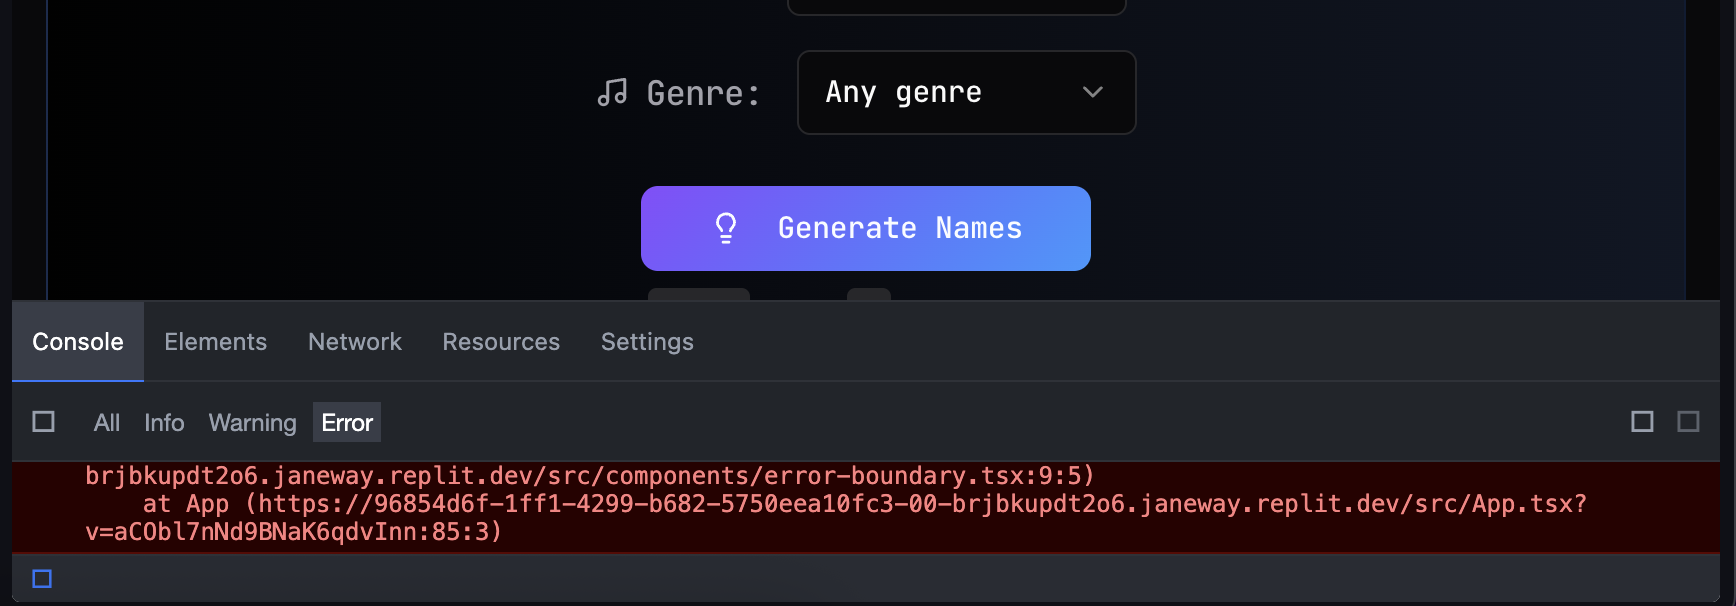 Genre:
Any genre
Generate Names
Console Elements Network Resources Settings
All Info Warning Error
brjbkupdt2o6.janeway.replit.dev/src/components/error-boundary.tsx:9:5)
at App (https://96854d6f-1ff1-4299-b682-5750eea10fc3-00-brjbkupdt2o6.janeway.replit.dev/src/App.tsx?
v=aCObl7nNd9BNaK6qdvInn:85:3)